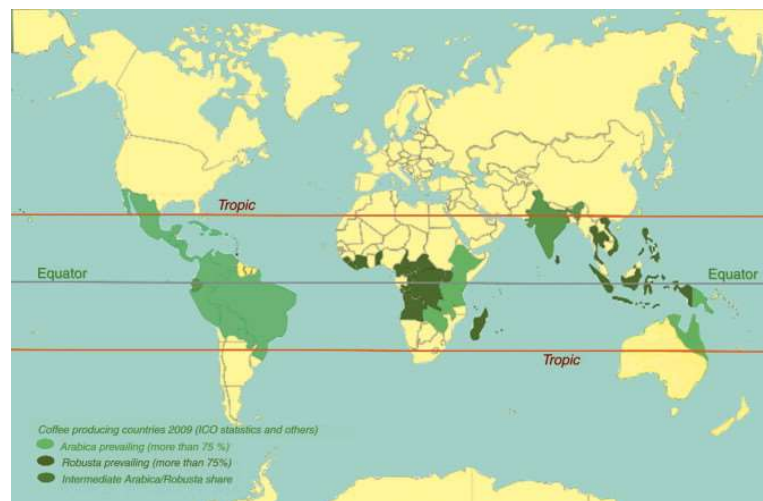 Tropic
Equator
Equator
Tropic
Coffee producing countries 2009 (ICO statistics and others)
Arabica prevailing (more than 75 %)
Robusta prevailing (more than 75%)
Intermediate Arabica/Robusta share